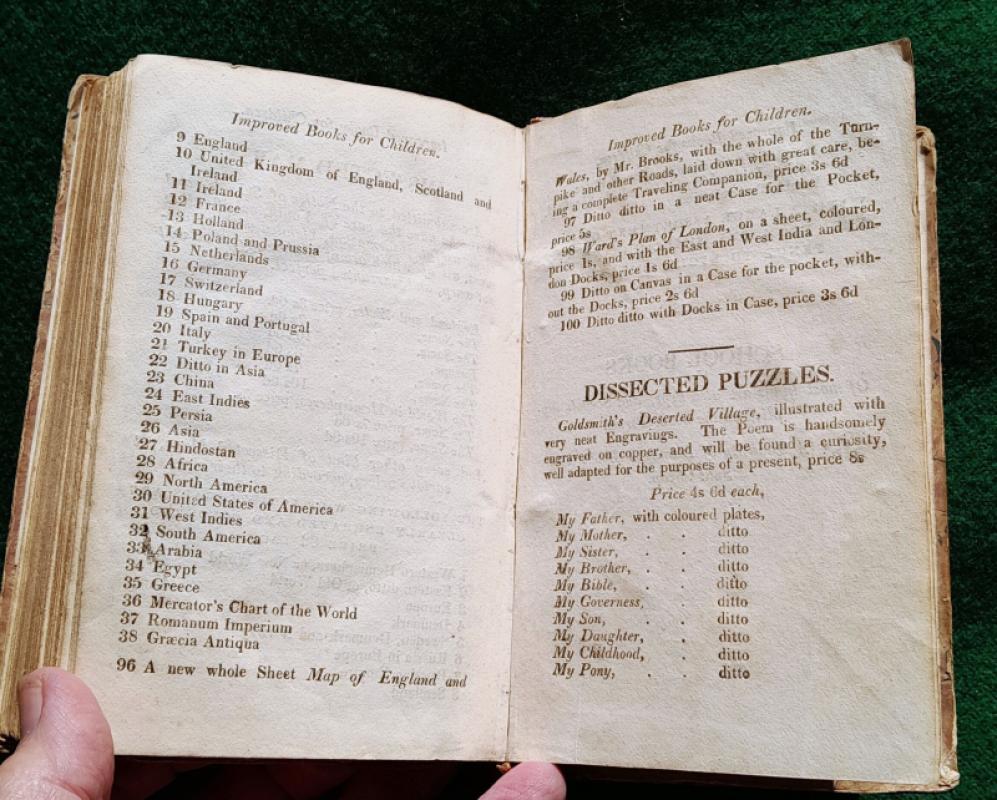 Improved Books for Children.
9 England
10 United Kingdom of England, Scotland and
Ireland
11 Ireland
12 France
13 Holland
14 Poland and Prussia
15 Netherlands
16 Germany
17 Switzerland
18 Hungary
19 Spain and Portugal
20 Italy
21 Turkey in Europe
22 Ditto in Asia
23 China
24 East Indies
25 Persia
26 Asia
27 Hindostan
28 Africa
29 North America
30 United States of America
31 West Indies
32 South America
33 Arabia
34 Egypt
35 Greece
36 Mercator's Chart of the World
37 Romanum Imperium
38 Græcia Antiqua
96 A new whole Sheet Map of England and
Improved Books for Children.
Wales, by Mr. Brooks, with the whole of the Turn-
pike and other Roads, laid down with great care, be-
ing a complete Traveling Companion, price 3s 6d
97 Ditto ditto in a neat Case for the Pocket,
price 5s
98 Ward's Plan of London, on a sheet, coloured,
price 1s, and with the East and West India and Lon-
don Docks, price 1s 6d
99 Ditto on Canvas in a Case for the pocket, with-
out the Docks, price 2s 6d
100 Ditto ditto with Docks in Case, price 3s 6d
DISSECTED PUZZLES.
Goldsmith's Deserted Village, illustrated with
very neat Engravings. The Poem is handsomely
engraved on copper, and will be found a curiosity,
well adapted for the purposes of a present, price 8s
Price 4s 6d each,
My Father, with coloured plates,
My Mother, . . ditto
My Sister, . . ditto
My Brother, . . ditto
My Bible, . . ditto
My Governess, . ditto
My Son, . . ditto
My Daughter, . ditto
My Childhood, . ditto
My Pony, . . ditto